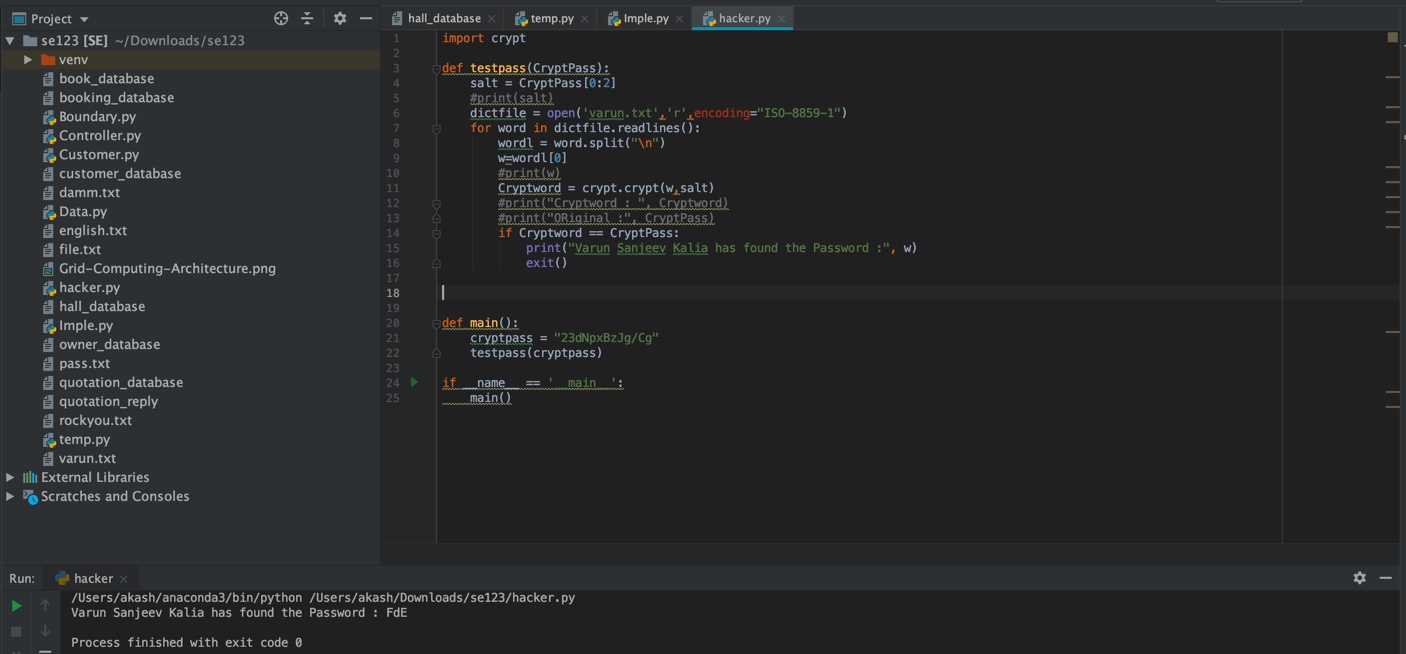 Project
hall_database
temp.py
Imple.py
hacker.py
se123 [SE] ~/Downloads/se123
venv
book_database
booking_database
Boundary.py
Controller.py
Customer.py
customer_database
damm.txt
Data.py
english.txt
file.txt
Grid-Computing-Architecture.png
hacker.py
hall_database
Imple.py
owner_database
pass.txt
quotation_database
quotation_reply
rockyou.txt
temp.py
varun.txt
External Libraries
Scratches and Consoles
1 import crypt
2
3 def testpass(CryptPass):
4 salt = CryptPass[0:2]
5 #print(salt)
6 dictfile = open('varun.txt','r',encoding="ISO-8859-1")
7 for word in dictfile.readlines():
8 wordl = word.split("\n")
9 w=wordl[0]
10 #print(w)
11 Cryptword = crypt.crypt(w,salt)
12 #print("Cryptword : ", Cryptword)
13 #print("ORiginal :", CryptPass)
14 if Cryptword == CryptPass:
15 print("Varun Sanjeev Kalia has found the Password :", w)
16 exit()
17
18
19
20 def main():
21 cryptpass = "23dNpxBzJg/Cg"
22 testpass(cryptpass)
23
24 if __name__ == '__main__':
25 main()
Run: hacker
/Users/akash/anaconda3/bin/python /Users/akash/Downloads/se123/hacker.py
Varun Sanjeev Kalia has found the Password : FdE
Process finished with exit code 0